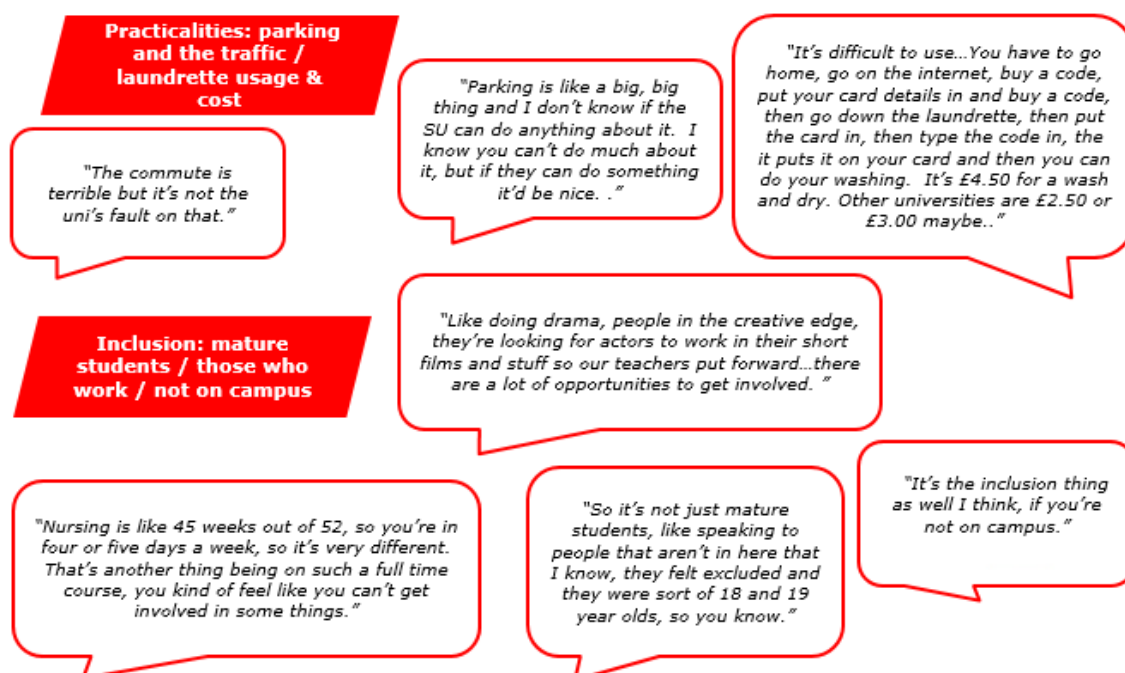 Practicalities: parking
and the traffic /
laundrette usage &
cost
“The commute is
terrible but it’s not the
uni’s fault on that.”
“Parking is like a big, big
thing and I don’t know if the
SU can do anything about it.  I
know you can’t do much about
it, but if they can do something
it’d be nice. .”
“It’s difficult to use...You have to go
home, go on the internet, buy a code,
put your card details in and buy a code,
then go down the laundrette, then put
the card in, then type the code in, the
it puts it on your card and then you can
do your washing.  It’s £4.50 for a wash
and dry. Other universities are £2.50 or
£3.00 maybe..”
Inclusion: mature
students / those who
work / not on campus
“Like doing drama, people in the creative edge,
they’re looking for actors to work in their short
films and stuff so our teachers put forward...there
are a lot of opportunities to get involved. ”
“Nursing is like 45 weeks out of 52, so you’re in
four or five days a week, so it’s very different.
That’s another thing being on such a full time
course, you kind of feel like you can’t get
involved in some things.”
“So it’s not just mature
students, like speaking to
people that aren’t in here that
I know, they felt excluded and
they were sort of 18 and 19
year olds, so you know.”
“It’s the inclusion thing
as well I think, if you’re
not on campus.”